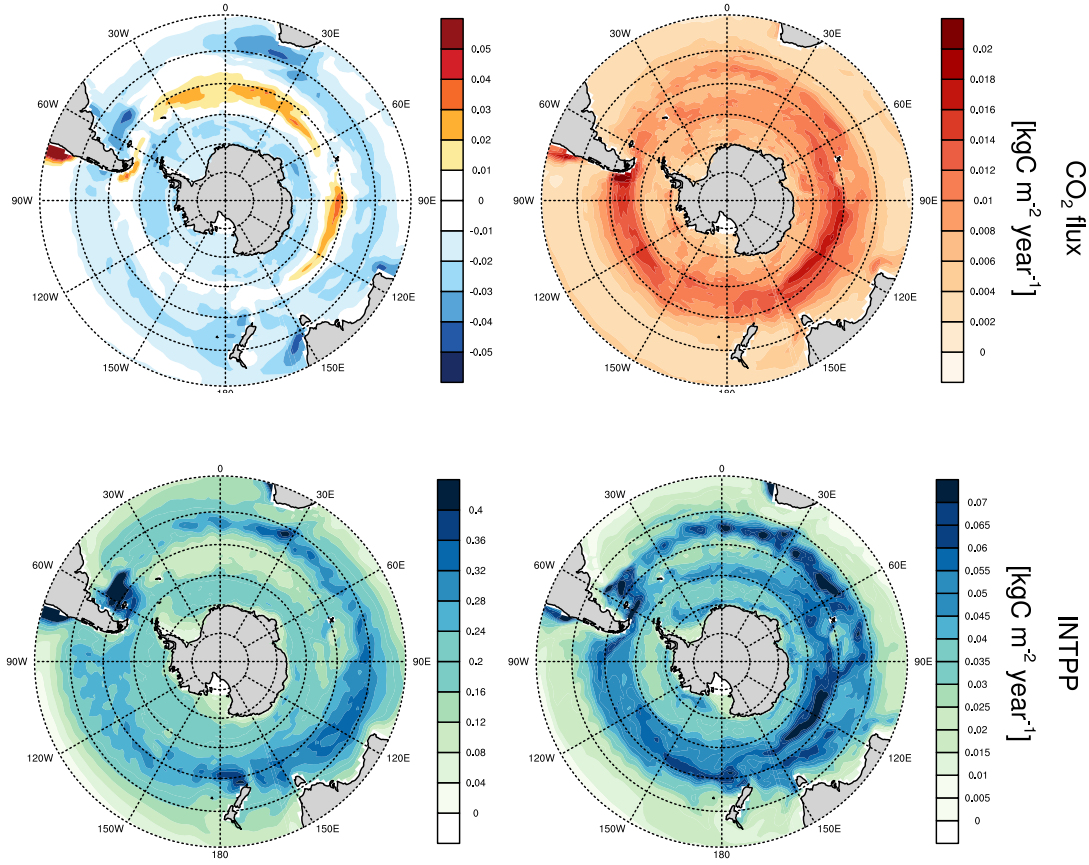 0
30W
30E
60W
60E
90W
90E
120W
120E
150W
150E
180
0.05
0.04
0.03
0.02
0.01
0
-0.01
-0.02
-0.03
-0.04
-0.05
0
30W
30E
60W
60E
90W
90E
120W
120E
150W
150E
180
0.02
0.018
0.016
0.014
0.012
0.01
0.008
0.006
0.004
0.002
0
CO₂ flux
[kgC m⁻² year⁻¹]
0
30W
30E
60W
60E
90W
90E
120W
120E
150W
150E
180
0.4
0.36
0.32
0.28
0.24
0.2
0.16
0.12
0.08
0.04
0
0
30W
30E
60W
60E
90W
90E
120W
120E
150W
150E
180
0.07
0.065
0.06
0.055
0.05
0.045
0.04
0.035
0.03
0.025
0.02
0.015
0.01
0.005
0
INTPP
[kgC m⁻² year⁻¹]